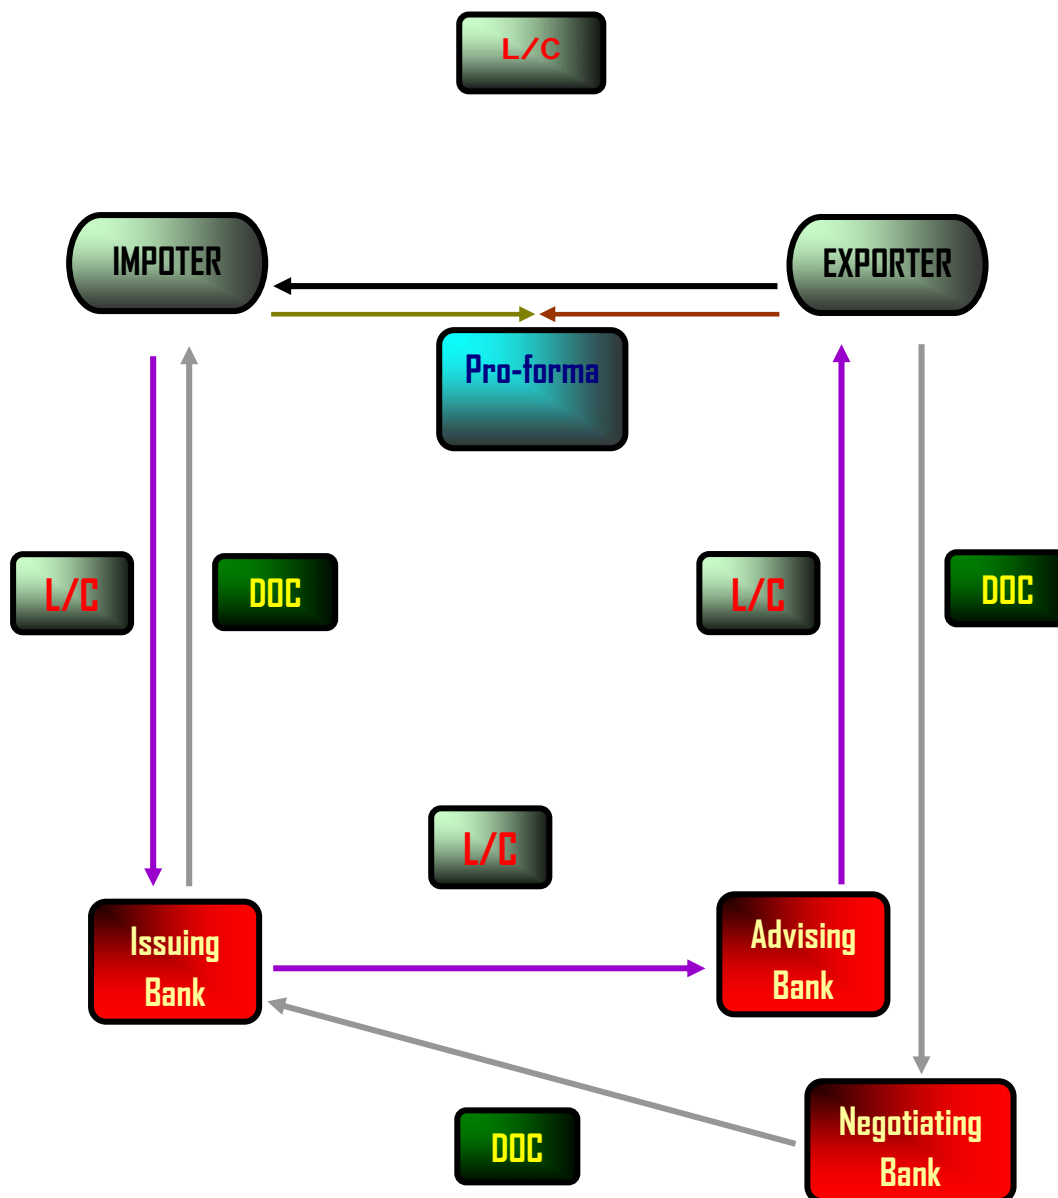 L/C
IMPOTER
EXPORTER
Pro-forma
L/C
DOC
L/C
DOC
L/C
Issuing
Bank
Advising
Bank
Negotiating
Bank
DOC